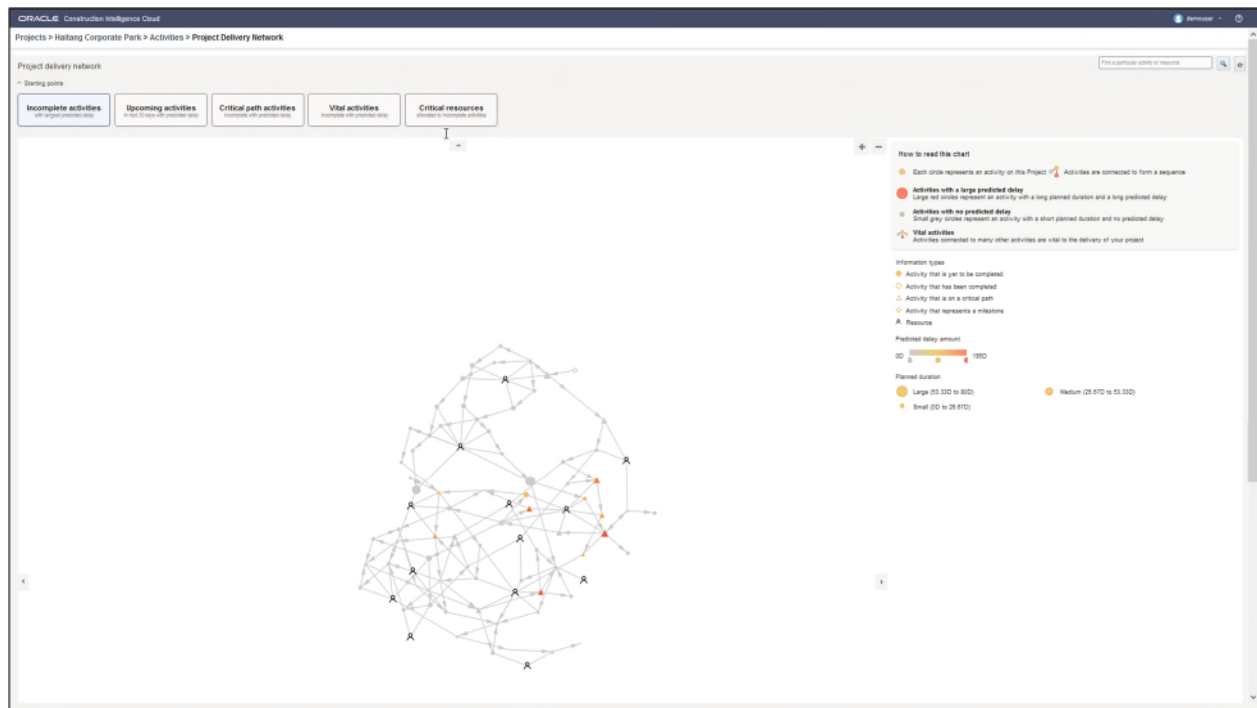 ORACLE Construction Intelligence Cloud
demouser
Projects > Haitang Corporate Park > Activities > Project Delivery Network
Project delivery network
Find a particular activity or resource
Starting points
Incomplete activities
with largest predicted delay
Upcoming activities
In next 30 days with predicted delay
Critical path activities
Incomplete with predicted delay
Vital activities
Incomplete with predicted delay
Critical resources
allocated to incomplete activities
How to read this chart
Each circle represents an activity on this Project
Activities are connected to form a sequence
Activities with a large predicted delay
Large red circles represent an activity with a long planned duration and a long predicted delay
Activities with no predicted delay
Small grey circles represent an activity with a short planned duration and no predicted delay
Vital activities
Activities connected to many other activities are vital to the delivery of your project
Information types
Activity that is yet to be completed
Activity that has been completed
Activity that is on a critical path
Activity that represents a milestone
Resource
Predicted delay amount
0D 195D
Planned duration
Large (53.33D to 80D)
Medium (26.67D to 53.33D)
Small (0D to 26.67D)